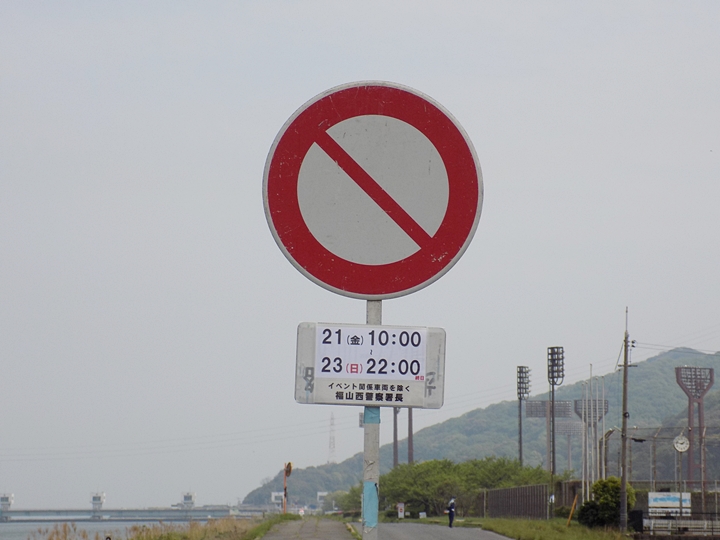 21(金)10:00
~
23(日)22:00
イベント関係車両を除く
福山西警察署長